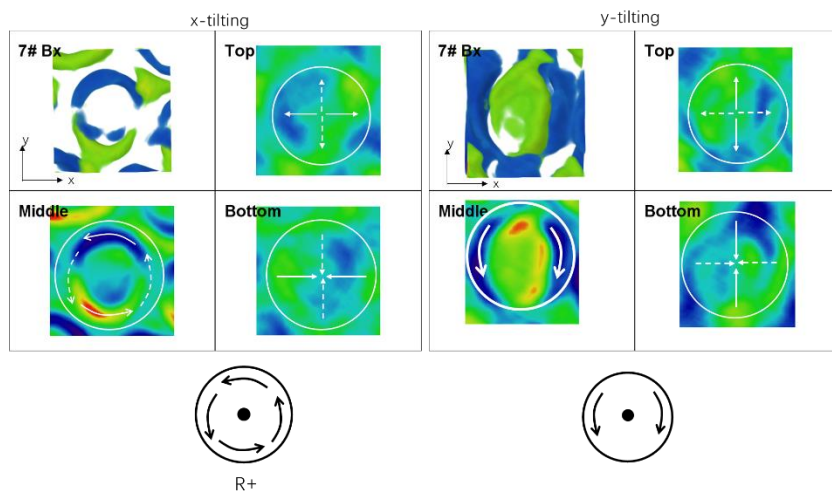 x-tilting
y-tilting
7# Bx
Top
7# Bx
Top
y
x
y
x
Middle
Bottom
Middle
Bottom
R+